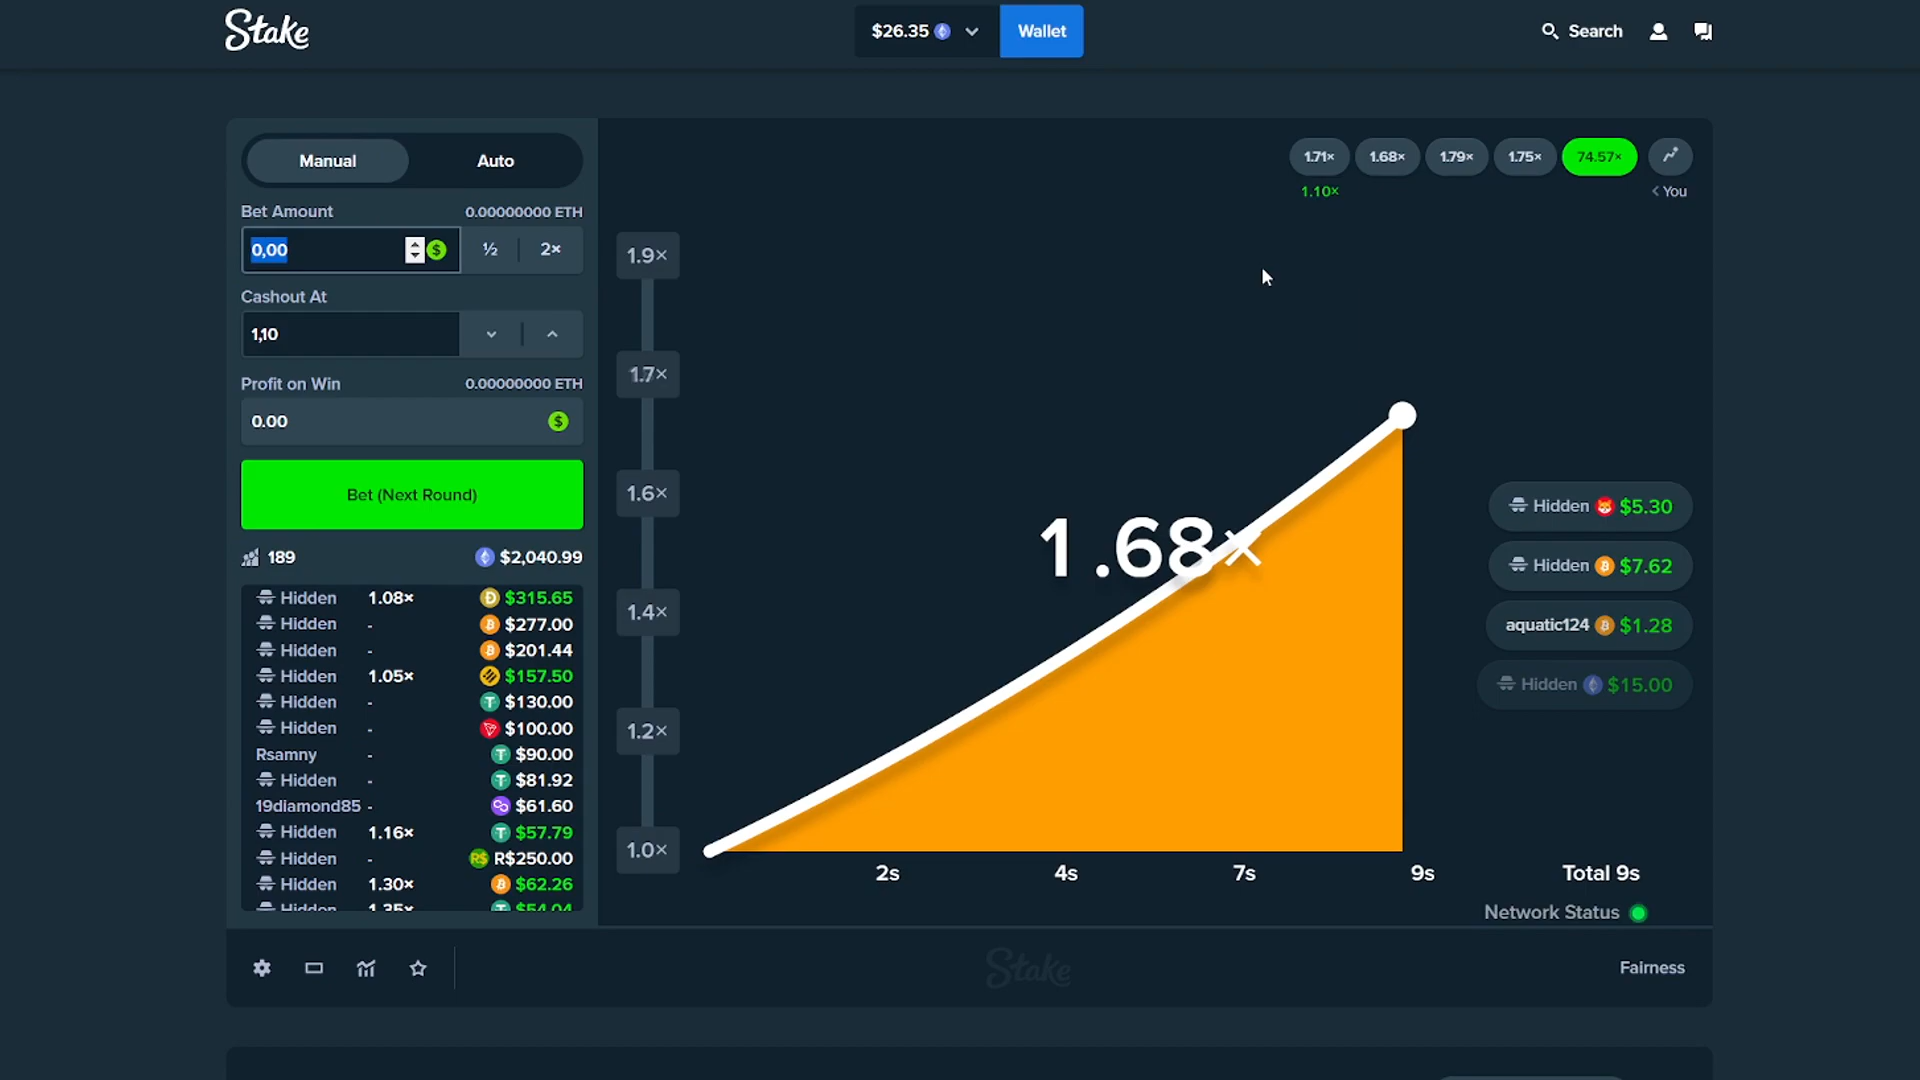 Stake
$26.35
Wallet
Search
Manual
Auto
Bet Amount 0.00000000 ETH
0,00 $ ½ 2×
Cashout At
1,10
Profit on Win 0.00000000 ETH
0.00 $
Bet (Next Round)
189 $2,040.99
Hidden 1.08× $315.65
Hidden - $277.00
Hidden - $201.44
Hidden 1.05× $157.50
Hidden - $130.00
Hidden - $100.00
Rsamny - $90.00
Hidden - $81.92
19diamond85 - $61.60
Hidden 1.16× $57.79
Hidden - R$250.00
Hidden 1.30× $62.26
Hidden 1.35× $54.04
1.71× 1.68× 1.79× 1.75× 74.57×
1.10× < You
1.9×
1.7×
1.6×
1.4×
1.2×
1.0×
1.68×
Hidden $5.30
Hidden $7.62
aquatic124 $1.28
Hidden $15.00
2s 4s 7s 9s Total 9s
Network Status
Stake
Fairness